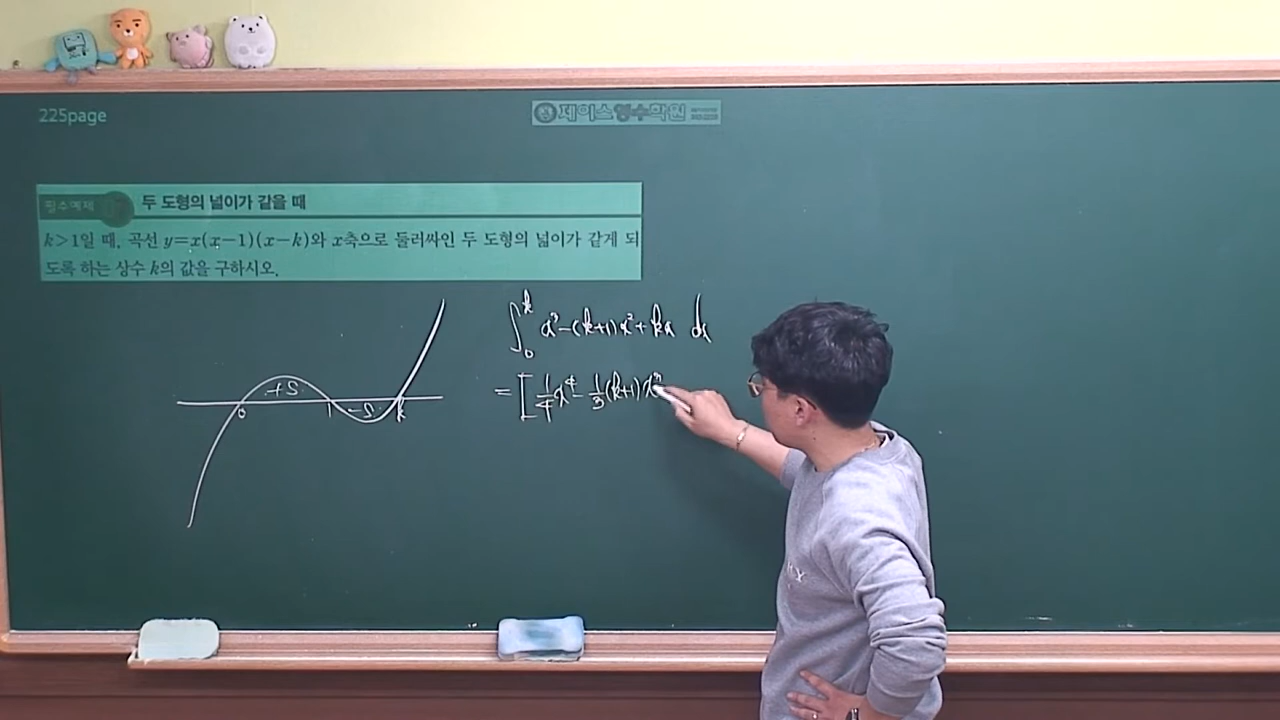 225page
제이스영수학원
필수예제
두 도형의 넓이가 같을 때
k>1일 때, 곡선 y=x(x-1)(x-k)와 x축으로 둘러싸인 두 도형의 넓이가 같게 되
도록 하는 상수 k의 값을 구하시오.
∫₀ᵏ x³-(k+1)x²+kx dx
= [ 1/4 x⁴ - 1/3 (k+1) x³
+S
0 1 -S k